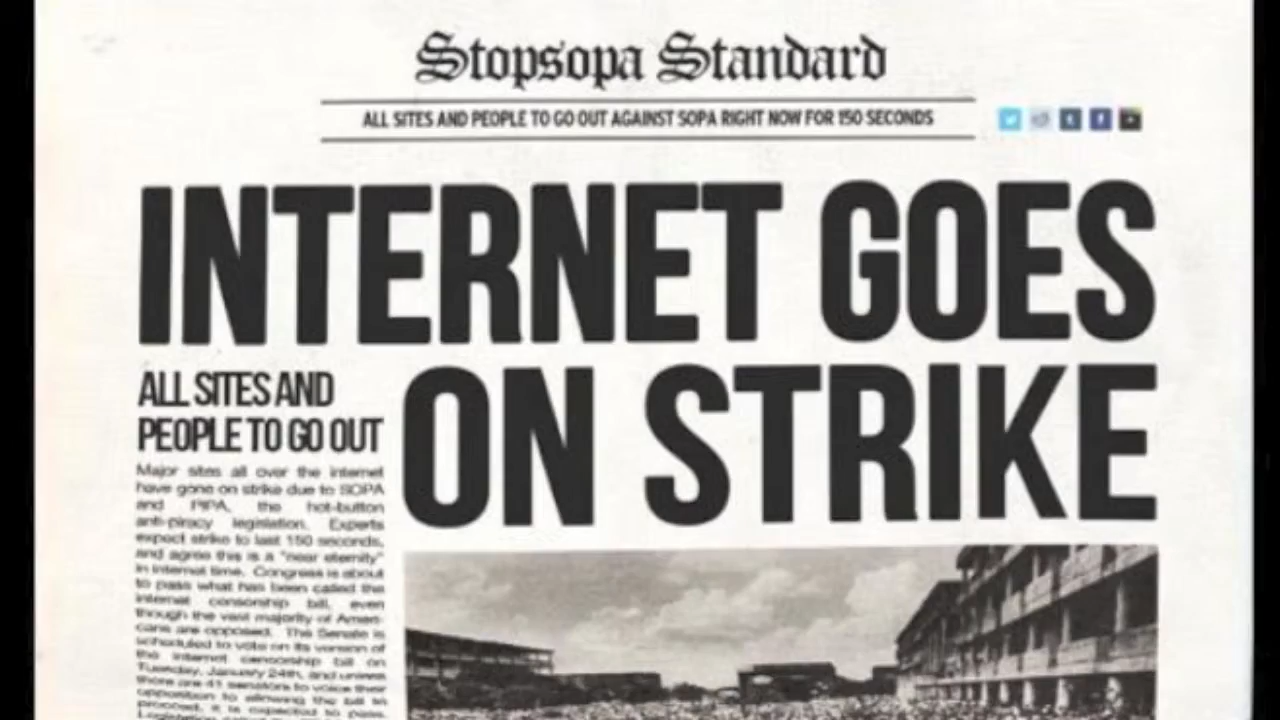 Stopsopa Standard
ALL SITES AND PEOPLE TO GO OUT AGAINST SOPA RIGHT NOW FOR 150 SECONDS
INTERNET GOES
ON STRIKE
ALL SITES AND
PEOPLE TO GO OUT
Major sites all over the internet
have gone on strike due to SOPA
and PIPA, the hot-button
anti-piracy legislation. Experts
expect strike to last 150 seconds,
and agree this is a "near eternity"
in internet time. Congress is about
to pass what has been called the
internet censorship bill, even
though the vast majority of Ameri-
cans are opposed. The Senate is
scheduled to vote on its version of
the internet censorship bill on
Tuesday, January 24th, and unless
there are 41 senators to voice their
opposition to allowing the bill to
proceed, it is expected to pass.